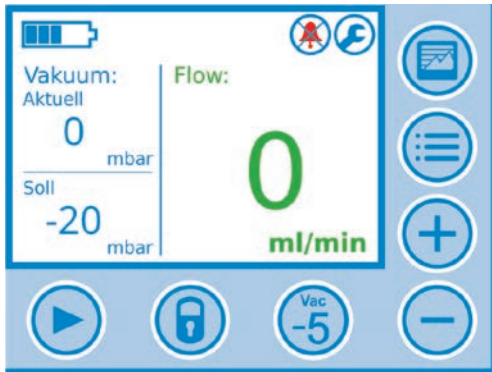 Vakuum:
Aktuell
0
mbar
Soll
-20
mbar
Flow:
0
ml/min
Vac
-5